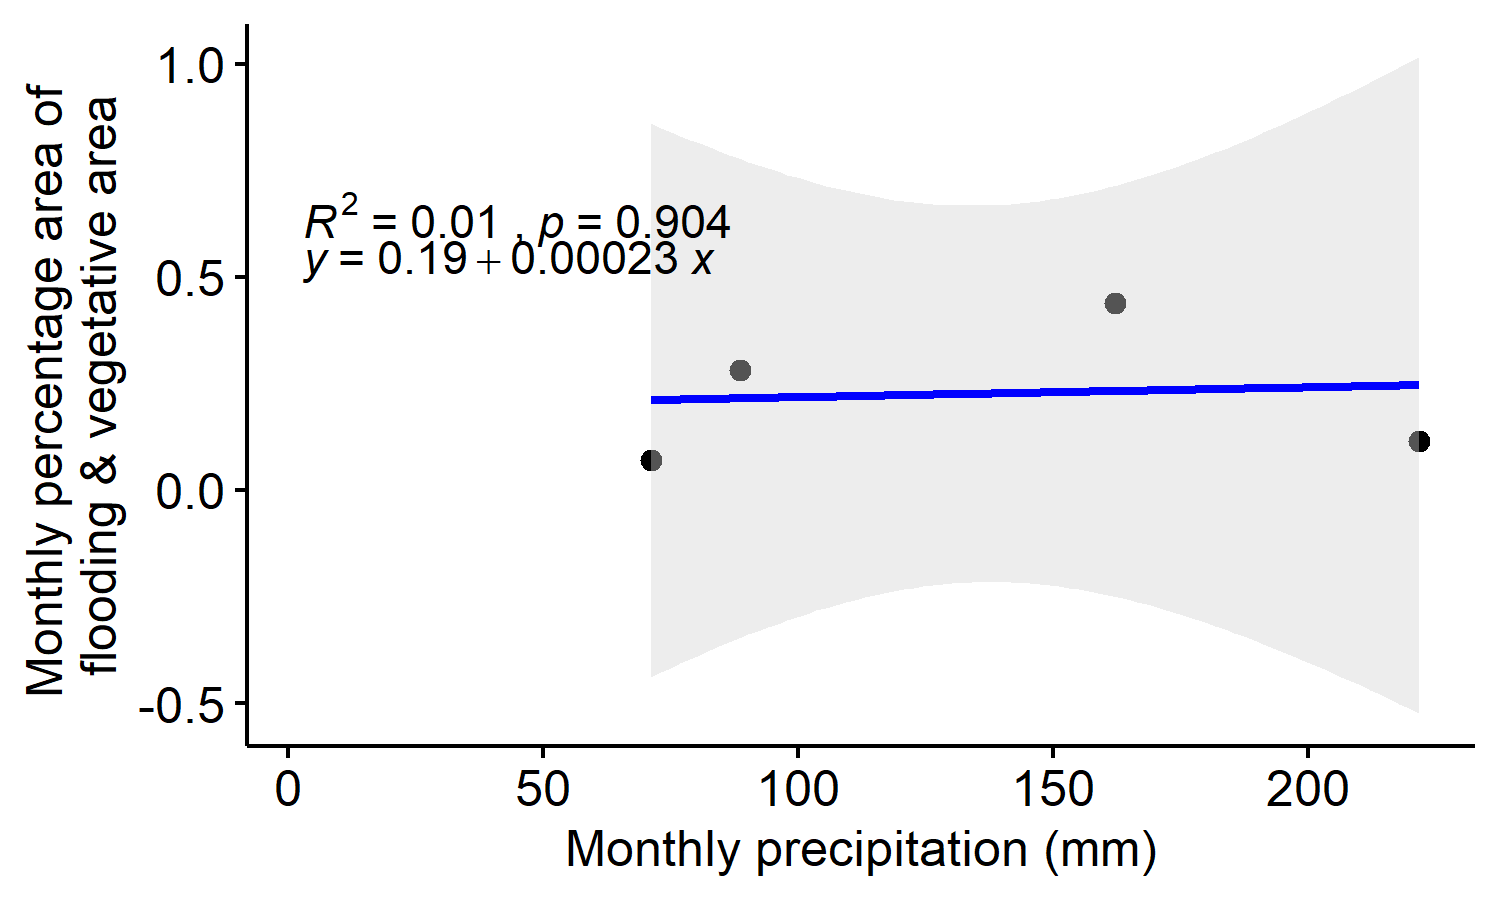 Monthly percentage area of
flooding & vegetative area
1.0
0.5
0.0
-0.5
R² = 0.01 , p = 0.904
y = 0.19 + 0.00023 x
0 50 100 150 200
Monthly precipitation (mm)